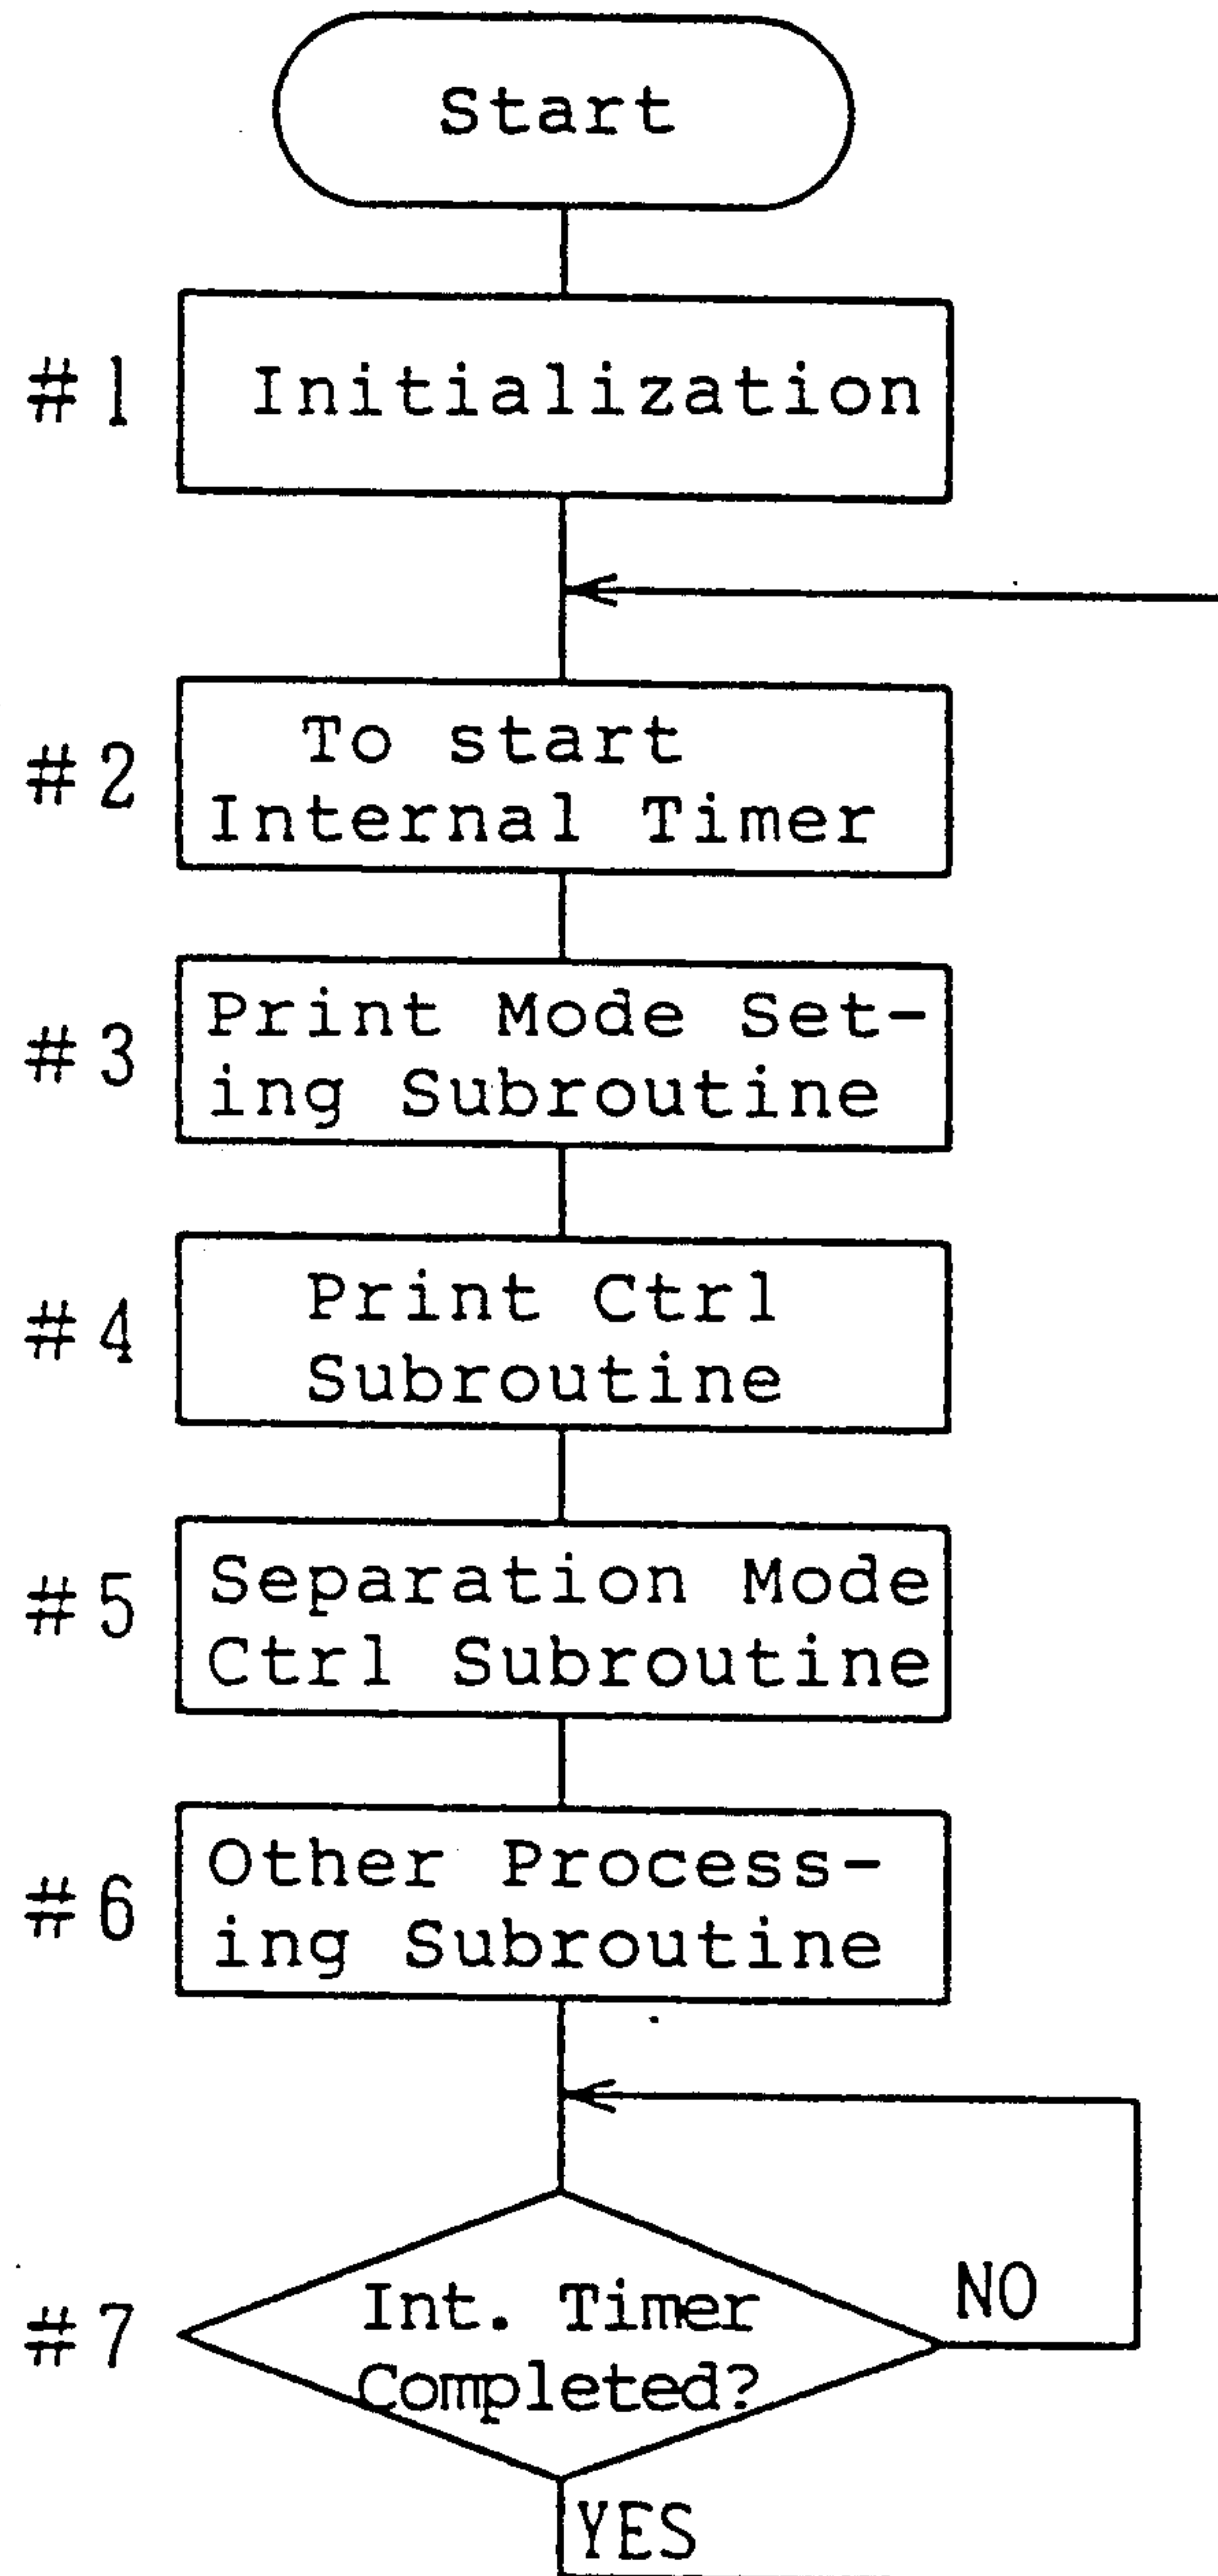 Start
#1
Initialization
#2
To start
Internal Timer
#3
Print Mode Set-
ing Subroutine
#4
Print Ctrl
Subroutine
#5
Separation Mode
Ctrl Subroutine
#6
Other Process-
ing Subroutine
#7
Int. Timer
Completed?
NO
YES